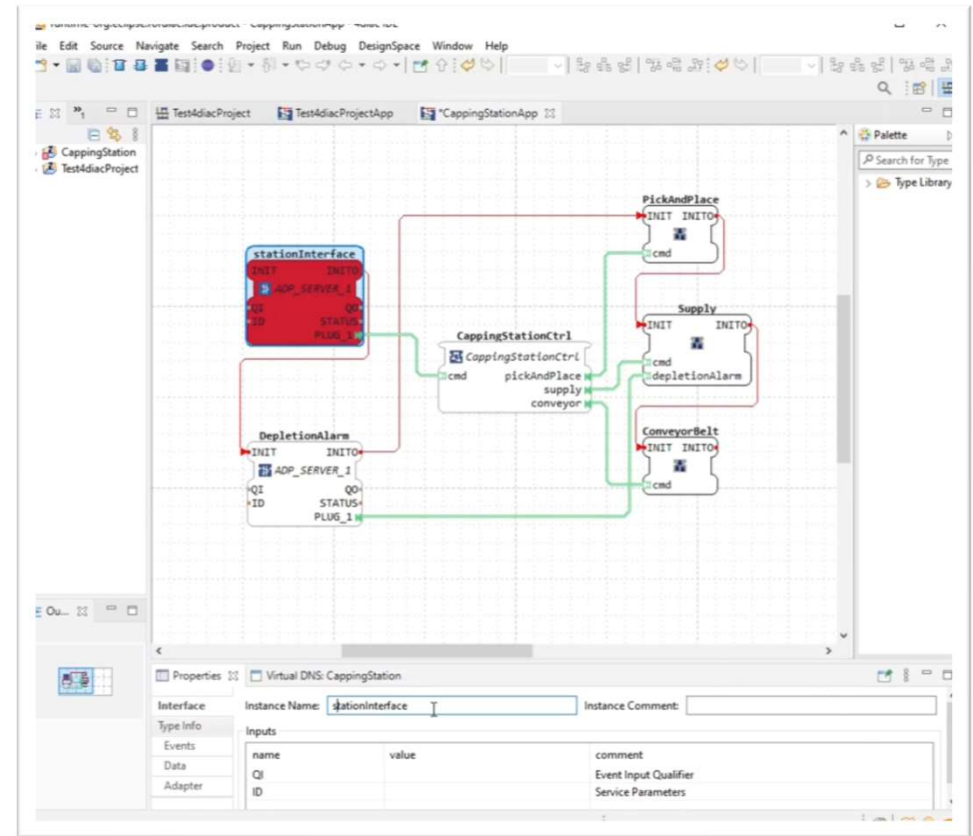 ile Edit Source Navigate Search Project Run Debug DesignSpace Window Help
Test4diacProject Test4diacProjectApp *CappingStationApp
CappingStation
Test4diacProject
Palette
Search for Type
Type Library
PickAndPlace
INIT INITO
cmd
stationInterface
INIT INITO
ADP_SERVER_1
QI QO
ID STATUS
PLUG_1
Supply
INIT INITO
cmd
depletionAlarm
CappingStationCtrl
CappingStationCtrl
cmd pickAndPlace
supply
conveyor
ConveyorBelt
INIT INITO
cmd
DepletionAlarm
INIT INITO
ADP_SERVER_1
QI QO
ID STATUS
PLUG_1
Ou...
Properties Virtual DNS: CappingStation
Interface
Type Info
Events
Data
Adapter
Instance Name: stationInterface Instance Comment:
Inputs
name value comment
QI Event Input Qualifier
ID Service Parameters